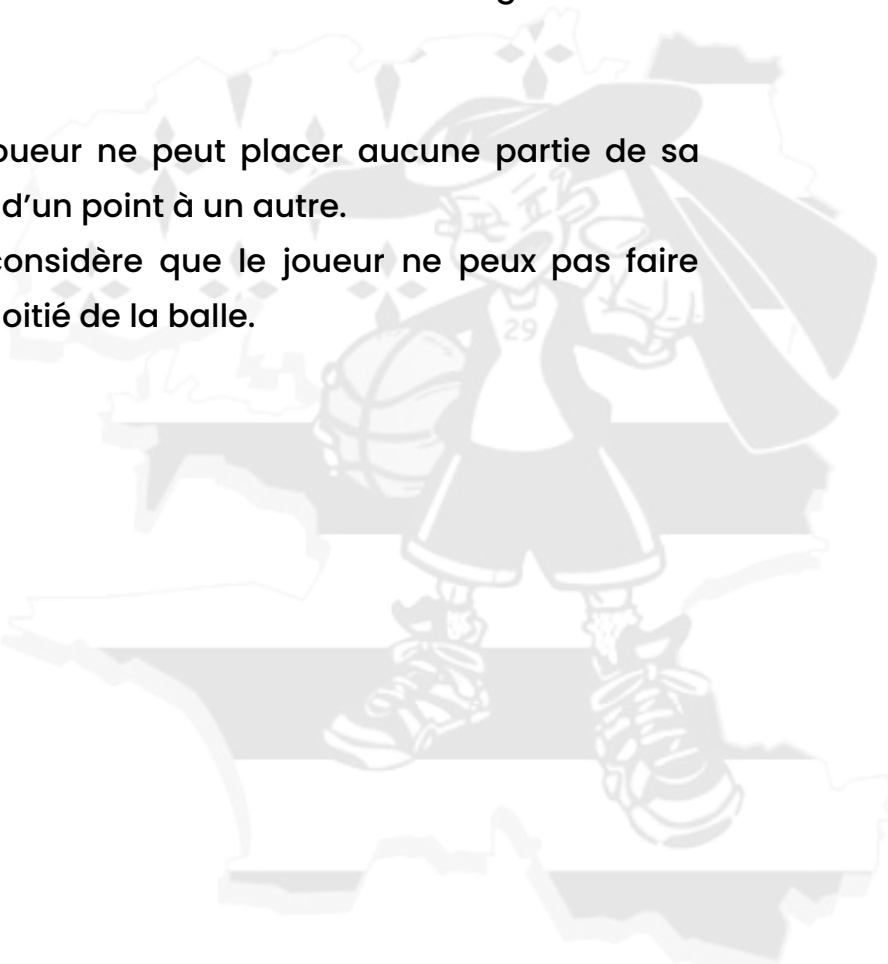 oueur ne peut placer aucune partie de sa
d’un point à un autre.
onsidère que le joueur ne peux pas faire
oitié de la balle.
29